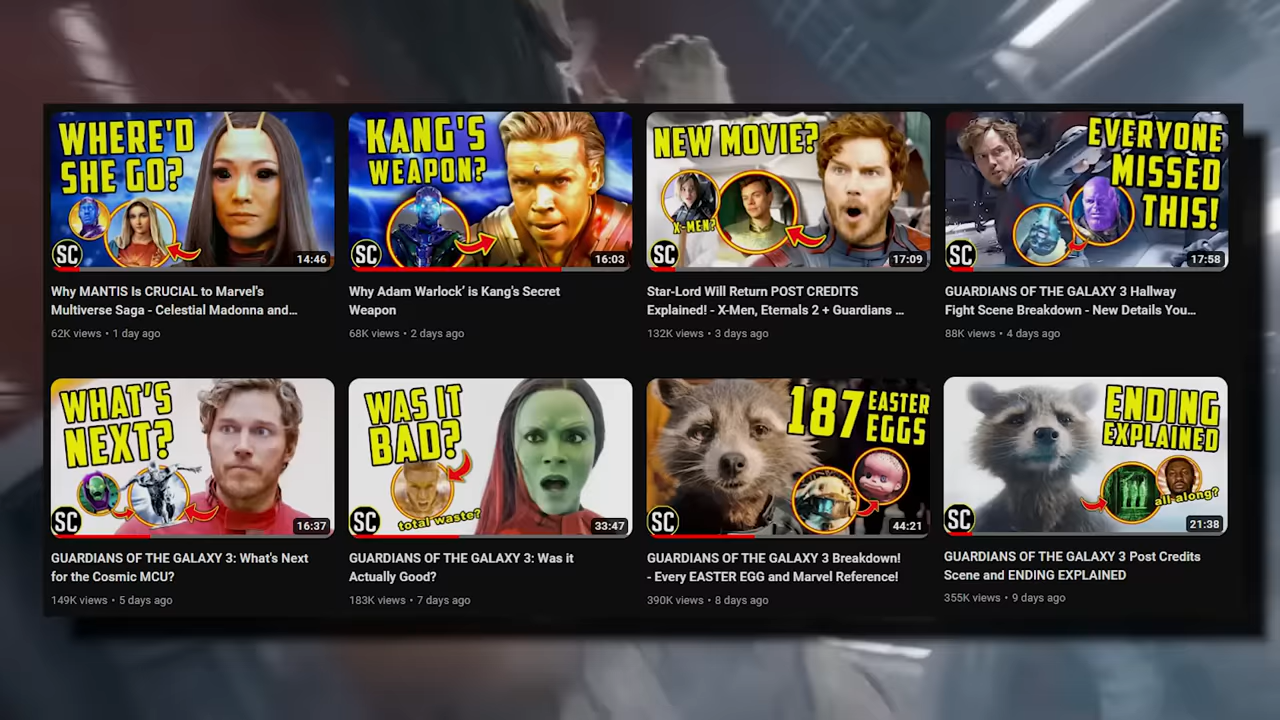 WHERE'D
SHE GO?
SC
14:46
Why MANTIS Is CRUCIAL to Marvel's
Multiverse Saga - Celestial Madonna and...
62K views • 1 day ago
KANG'S
WEAPON?
SC
16:03
Why Adam Warlock' is Kang's Secret
Weapon
68K views • 2 days ago
NEW MOVIE?
X-MEN?
SC
17:09
Star-Lord Will Return POST CREDITS
Explained! - X-Men, Eternals 2 + Guardians ...
132K views • 3 days ago
EVERYONE
MISSED
THIS!
SC
17:58
GUARDIANS OF THE GALAXY 3 Hallway
Fight Scene Breakdown - New Details You...
88K views • 4 days ago
WHAT'S
NEXT?
SC
16:37
GUARDIANS OF THE GALAXY 3: What's Next
for the Cosmic MCU?
149K views • 5 days ago
WAS IT
BAD?
total waste?
SC
33:47
GUARDIANS OF THE GALAXY 3: Was it
Actually Good?
183K views • 7 days ago
187 EASTER
EGGS
SC
44:21
GUARDIANS OF THE GALAXY 3 Breakdown!
- Every EASTER EGG and Marvel Reference!
390K views • 8 days ago
ENDING
EXPLAINED
all along?
SC
21:38
GUARDIANS OF THE GALAXY 3 Post Credits
Scene and ENDING EXPLAINED
355K views • 9 days ago